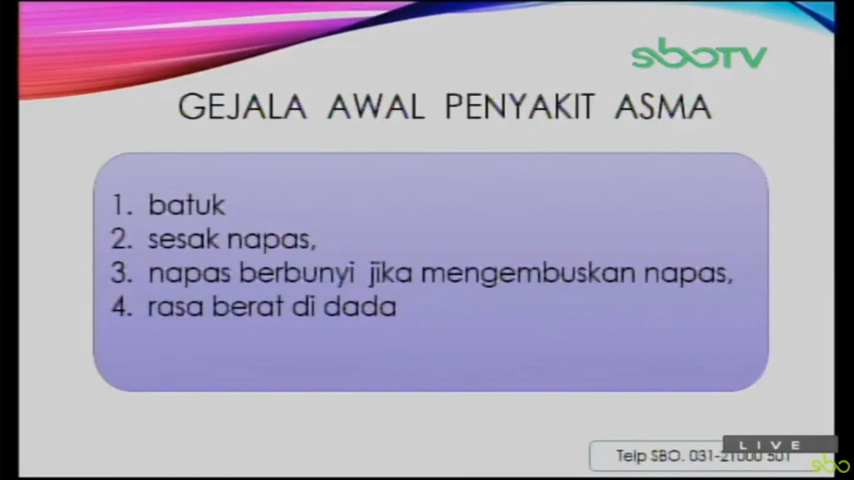 sboTV
GEJALA AWAL PENYAKIT ASMA
1. batuk
2. sesak napas,
3. napas berbunyi jika mengembuskan napas,
4. rasa berat di dada
LIVE
Telp SBO. 031-21000 501
sbo